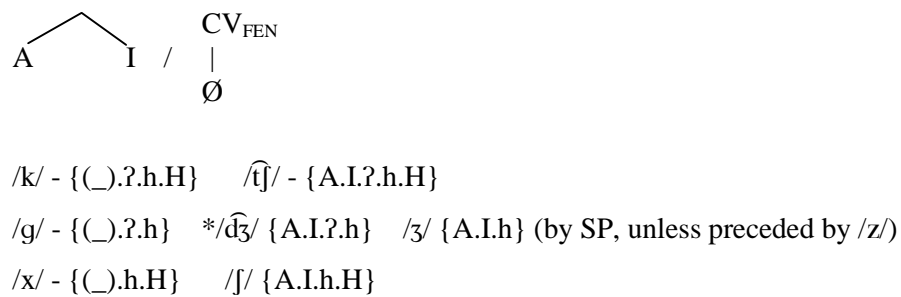 CV_FEN
A I / |
Ø
/k/ - {(_).ʔ.h.H} /t͡ʃ/ - {A.I.ʔ.h.H}
/ɡ/ - {(_).ʔ.h} */d͡ʒ/ {A.I.ʔ.h} /ʒ/ {A.I.h} (by SP, unless preceded by /z/)
/x/ - {(_).h.H} /ʃ/ {A.I.h.H}